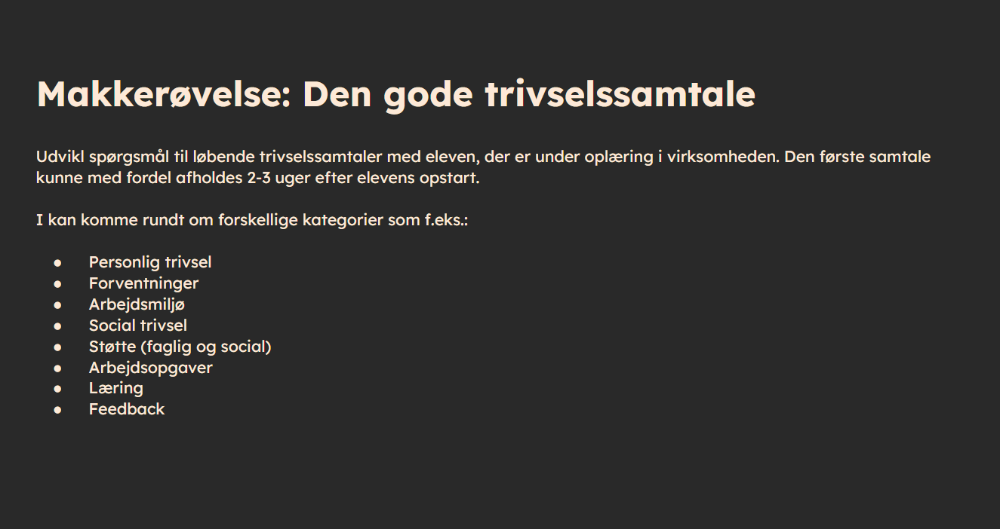 Makkerøvelse: Den gode trivselssamtale
Udvikl spørgsmål til løbende trivselssamtaler med eleven, der er under oplæring i virksomheden. Den første samtale
kunne med fordel afholdes 2-3 uger efter elevens opstart.
I kan komme rundt om forskellige kategorier som f.eks.:
● Personlig trivsel
● Forventninger
● Arbejdsmiljø
● Social trivsel
● Støtte (faglig og social)
● Arbejdsopgaver
● Læring
● Feedback